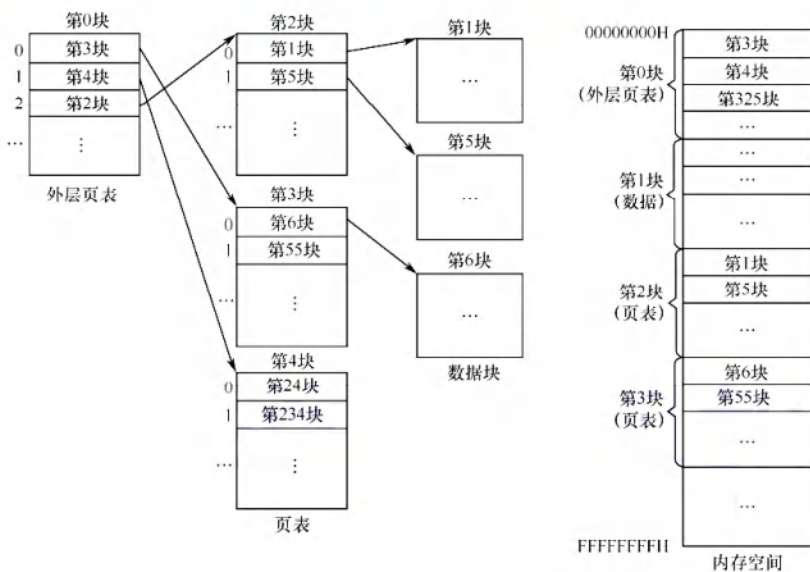 第0块
0 第3块
1 第4块
2 第2块
… ⋮
外层页表
第2块
0 第1块
1 第5块
… ⋮
第3块
0 第6块
1 第55块
… ⋮
第4块
0 第24块
1 第234块
… ⋮
页表
第1块
…
第5块
…
第6块
…
数据块
00000000H
第0块
(外层页表)
第3块
第4块
第325块
…
第1块
(数据)
…
…
…
第2块
(页表)
第1块
第5块
…
第3块
(页表)
第6块
第55块
…
…
FFFFFFFFH
内存空间